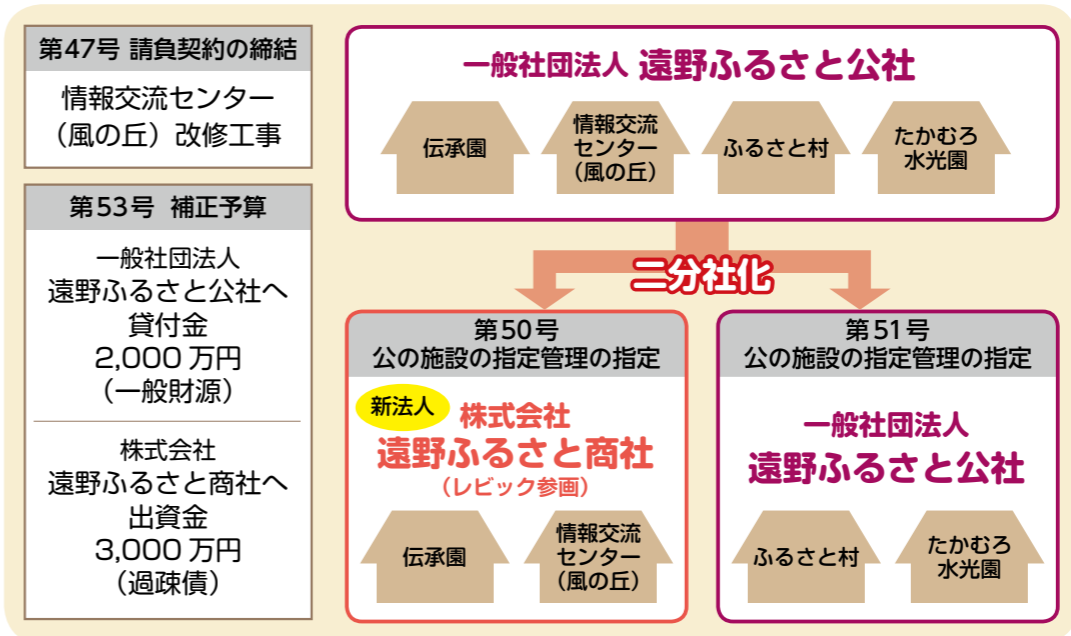 第47号 請負契約の締結
情報交流センター
（風の丘）改修工事
第53号 補正予算
一般社団法人
遠野ふるさと公社へ
貸付金
2,000万円
（一般財源）
株式会社
遠野ふるさと商社へ
出資金
3,000万円
（過疎債）
一般社団法人 遠野ふるさと公社
伝承園
情報交流
センター
（風の丘）
ふるさと村
たかむろ
水光園
二分社化
第50号
公の施設の指定管理の指定
新法人
株式会社
遠野ふるさと商社
（レビック参画）
伝承園
情報交流
センター
（風の丘）
第51号
公の施設の指定管理の指定
一般社団法人
遠野ふるさと公社
ふるさと村
たかむろ
水光園